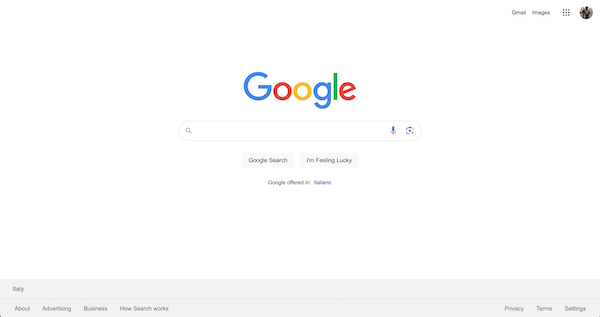 Gmail Images
Google
Google Search I'm Feeling Lucky
Google offered in: Italiano
Italy
About Advertising Business How Search works Privacy Terms Settings